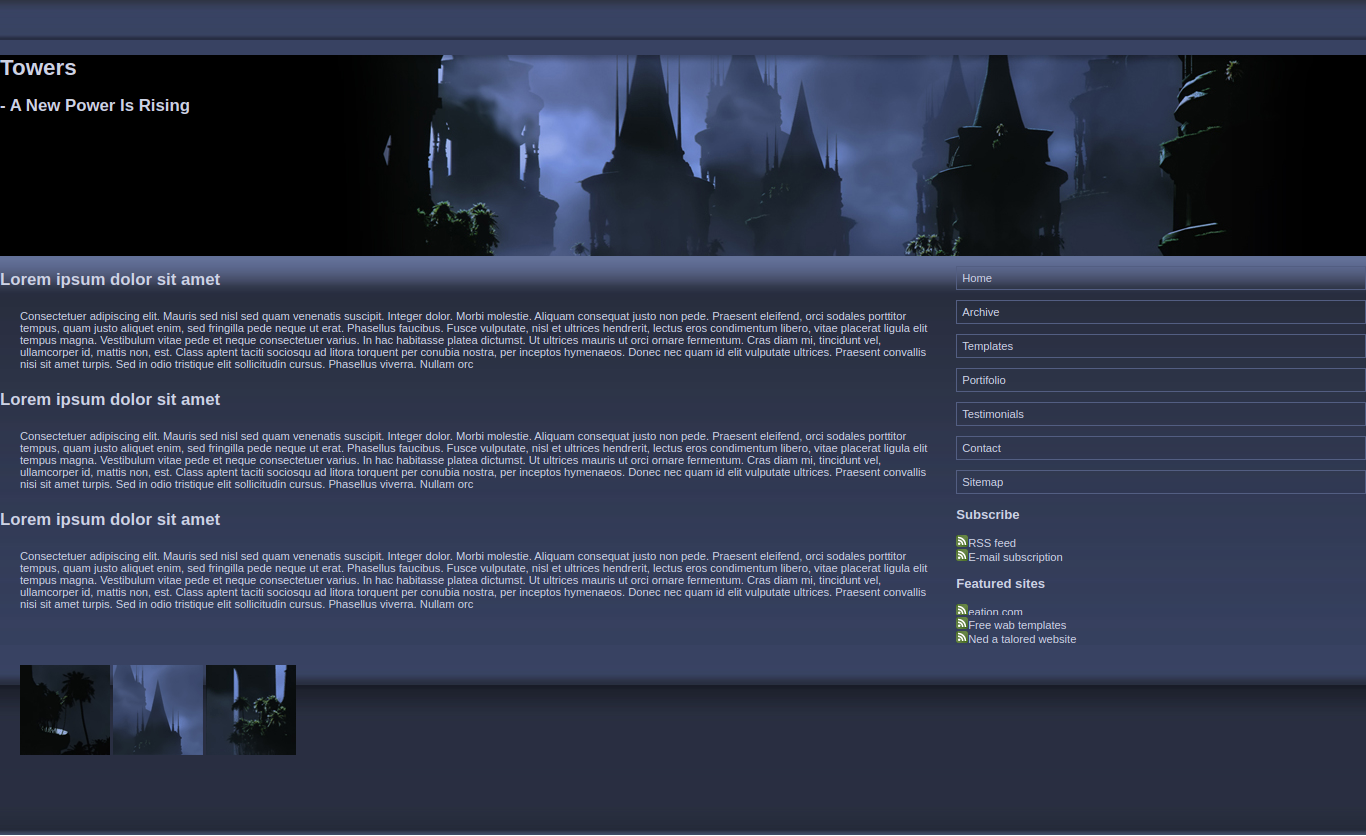 Towers
- A New Power Is Rising
Lorem ipsum dolor sit amet
Consectetuer adipiscing elit. Mauris sed nisl sed quam venenatis suscipit. Integer dolor. Morbi molestie. Aliquam consequat justo non pede. Praesent eleifend, orci sodales porttitor
tempus, quam justo aliquet enim, sed fringilla pede neque ut erat. Phasellus faucibus. Fusce vulputate, nisl et ultrices hendrerit, lectus eros condimentum libero, vitae placerat ligula elit
tempus magna. Vestibulum vitae pede et neque consectetuer varius. In hac habitasse platea dictumst. Ut ultrices mauris ut orci ornare fermentum. Cras diam mi, tincidunt vel,
ullamcorper id, mattis non, est. Class aptent taciti sociosqu ad litora torquent per conubia nostra, per inceptos hymenaeos. Donec nec quam id elit vulputate ultrices. Praesent convallis
nisi sit amet turpis. Sed in odio tristique elit sollicitudin cursus. Phasellus viverra. Nullam orc
Lorem ipsum dolor sit amet
Consectetuer adipiscing elit. Mauris sed nisl sed quam venenatis suscipit. Integer dolor. Morbi molestie. Aliquam consequat justo non pede. Praesent eleifend, orci sodales porttitor
tempus, quam justo aliquet enim, sed fringilla pede neque ut erat. Phasellus faucibus. Fusce vulputate, nisl et ultrices hendrerit, lectus eros condimentum libero, vitae placerat ligula elit
tempus magna. Vestibulum vitae pede et neque consectetuer varius. In hac habitasse platea dictumst. Ut ultrices mauris ut orci ornare fermentum. Cras diam mi, tincidunt vel,
ullamcorper id, mattis non, est. Class aptent taciti sociosqu ad litora torquent per conubia nostra, per inceptos hymenaeos. Donec nec quam id elit vulputate ultrices. Praesent convallis
nisi sit amet turpis. Sed in odio tristique elit sollicitudin cursus. Phasellus viverra. Nullam orc
Lorem ipsum dolor sit amet
Consectetuer adipiscing elit. Mauris sed nisl sed quam venenatis suscipit. Integer dolor. Morbi molestie. Aliquam consequat justo non pede. Praesent eleifend, orci sodales porttitor
tempus, quam justo aliquet enim, sed fringilla pede neque ut erat. Phasellus faucibus. Fusce vulputate, nisl et ultrices hendrerit, lectus eros condimentum libero, vitae placerat ligula elit
tempus magna. Vestibulum vitae pede et neque consectetuer varius. In hac habitasse platea dictumst. Ut ultrices mauris ut orci ornare fermentum. Cras diam mi, tincidunt vel,
ullamcorper id, mattis non, est. Class aptent taciti sociosqu ad litora torquent per conubia nostra, per inceptos hymenaeos. Donec nec quam id elit vulputate ultrices. Praesent convallis
nisi sit amet turpis. Sed in odio tristique elit sollicitudin cursus. Phasellus viverra. Nullam orc
Home
Archive
Templates
Portifolio
Testimonials
Contact
Sitemap
Subscribe
RSS feed
E-mail subscription
Featured sites
eation.com
Free wab templates
Ned a talored website